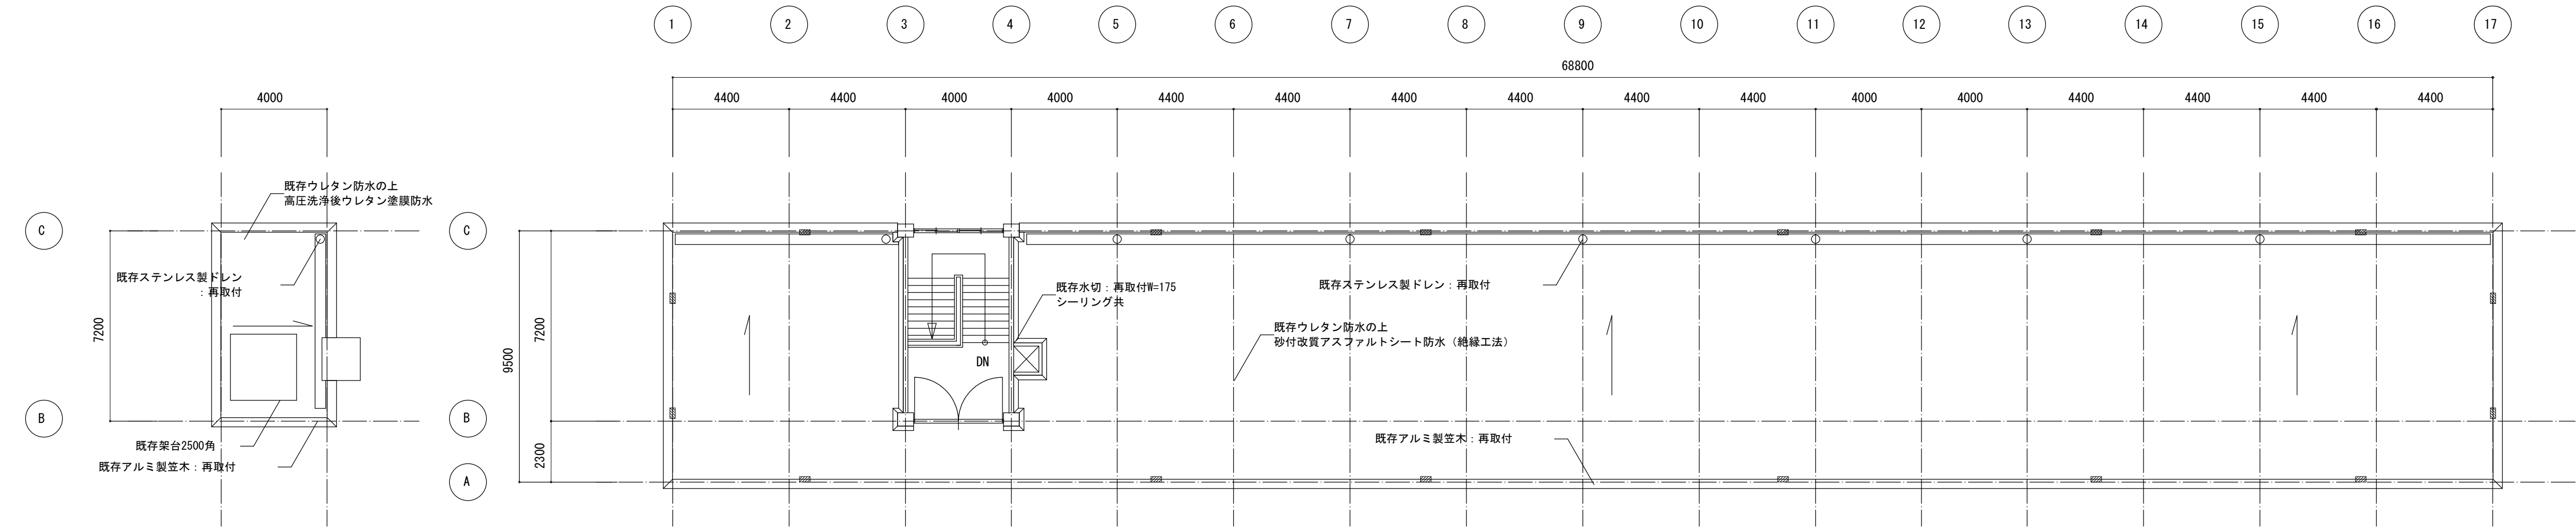 1 2 3 4 5 6 7 8 9 10 11 12 13 14 15 16 17
68800
4000
4400 4400 4000 4000 4400 4400 4400 4400 4400 4400 4000 4000 4400 4400 4400 4400
既存ウレタン防水の上
高圧洗浄後ウレタン塗膜防水
C
既存ステンレス製ドレン
：再取付
7200
B
既存架台2500角
既存アルミ製笠木：再取付
C
7200
9500
B
2300
A
DN
既存水切：再取付W=175
シーリング共
既存ステンレス製ドレン：再取付
既存ウレタン防水の上
砂付改質アスファルトシート防水（絶縁工法）
既存アルミ製笠木：再取付